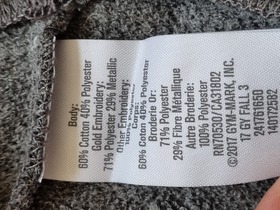 Body:
60% Cotton 40% Polyester
Gold Embroidery:
71% Polyester 29% Metallic
Other Embroidery:
100% Polyester
Corps:
60% Coton 40% Polyester
Broderie Or:
71% Polyester
29% Fibre Métallique
Autre Broderie:
100% Polyester
RN70530/CA31802
©2017 GYM-MARK, INC.
17 GY FALL 3